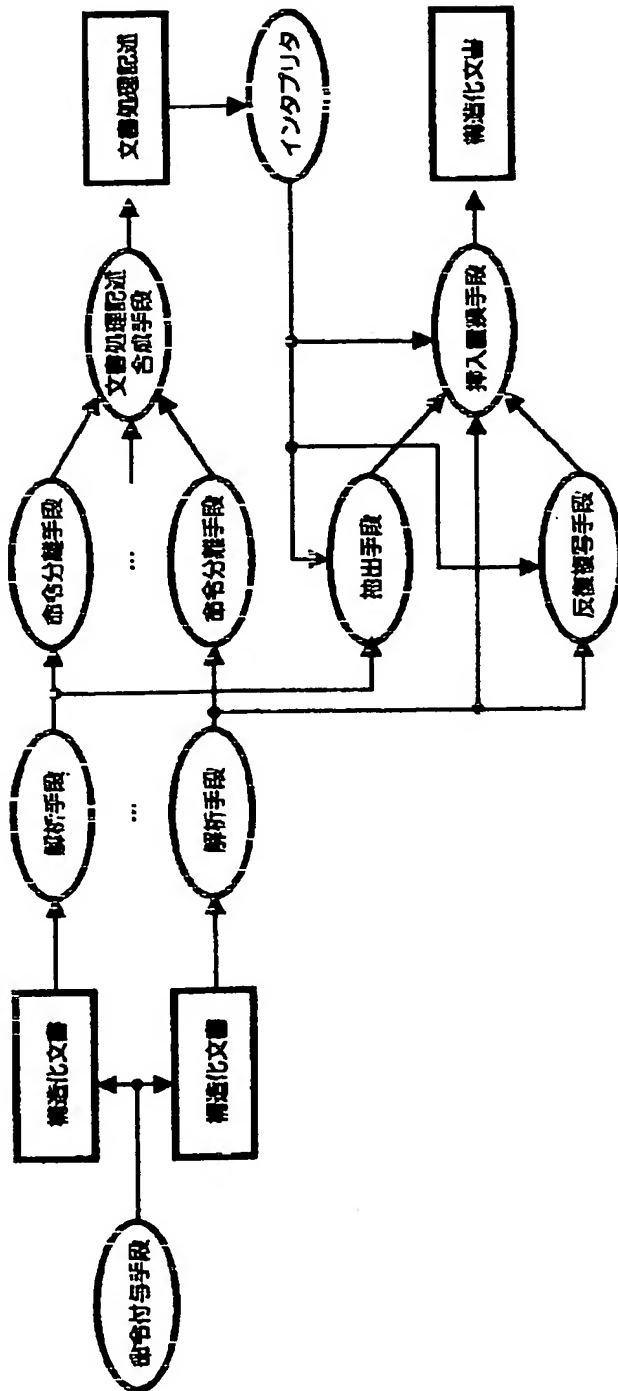 命令付与手段
構造化文書
構造化文書
解析手段
…
解析手段
命令分離手段
…
命令分離手段
文書処理記述
合成手段
文書処理記述
インタプリタ
抽出手段
反復複写手段
挿入置換手段
構造化文書